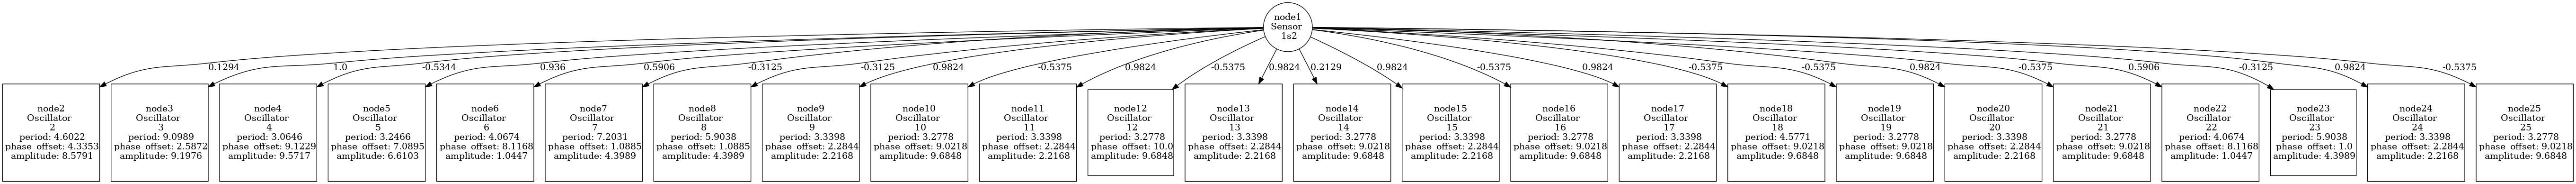 node1
Sensor
1s2
0.1294
1.0
-0.5344
0.936
0.5906
-0.3125
-0.3125
0.9824
-0.5375
0.9824
-0.5375
0.9824
0.2129
0.9824
-0.5375
0.9824
-0.5375
-0.5375
0.9824
-0.5375
0.5906
-0.3125
0.9824
-0.5375
node2
Oscillator
2
period: 4.6022
phase_offset: 4.3353
amplitude: 8.5791
node3
Oscillator
3
period: 9.0989
phase_offset: 2.5872
amplitude: 9.1976
node4
Oscillator
4
period: 3.0646
phase_offset: 9.1229
amplitude: 9.5717
node5
Oscillator
5
period: 3.2466
phase_offset: 7.0895
amplitude: 6.6103
node6
Oscillator
6
period: 4.0674
phase_offset: 8.1168
amplitude: 1.0447
node7
Oscillator
7
period: 7.2031
phase_offset: 1.0885
amplitude: 4.3989
node8
Oscillator
8
period: 5.9038
phase_offset: 1.0885
amplitude: 4.3989
node9
Oscillator
9
period: 3.3398
phase_offset: 2.2844
amplitude: 2.2168
node10
Oscillator
10
period: 3.2778
phase_offset: 9.0218
amplitude: 9.6848
node11
Oscillator
11
period: 3.3398
phase_offset: 2.2844
amplitude: 2.2168
node12
Oscillator
12
period: 3.2778
phase_offset: 10.0
amplitude: 9.6848
node13
Oscillator
13
period: 3.3398
phase_offset: 2.2844
amplitude: 2.2168
node14
Oscillator
14
period: 3.2778
phase_offset: 9.0218
amplitude: 9.6848
node15
Oscillator
15
period: 3.3398
phase_offset: 2.2844
amplitude: 2.2168
node16
Oscillator
16
period: 3.2778
phase_offset: 9.0218
amplitude: 9.6848
node17
Oscillator
17
period: 3.3398
phase_offset: 2.2844
amplitude: 2.2168
node18
Oscillator
18
period: 4.5771
phase_offset: 9.0218
amplitude: 9.6848
node19
Oscillator
19
period: 3.2778
phase_offset: 9.0218
amplitude: 9.6848
node20
Oscillator
20
period: 3.3398
phase_offset: 2.2844
amplitude: 2.2168
node21
Oscillator
21
period: 3.2778
phase_offset: 9.0218
amplitude: 9.6848
node22
Oscillator
22
period: 4.0674
phase_offset: 8.1168
amplitude: 1.0447
node23
Oscillator
23
period: 5.9038
phase_offset: 1.0
amplitude: 4.3989
node24
Oscillator
24
period: 3.3398
phase_offset: 2.2844
amplitude: 2.2168
node25
Oscillator
25
period: 3.2778
phase_offset: 9.0218
amplitude: 9.6848